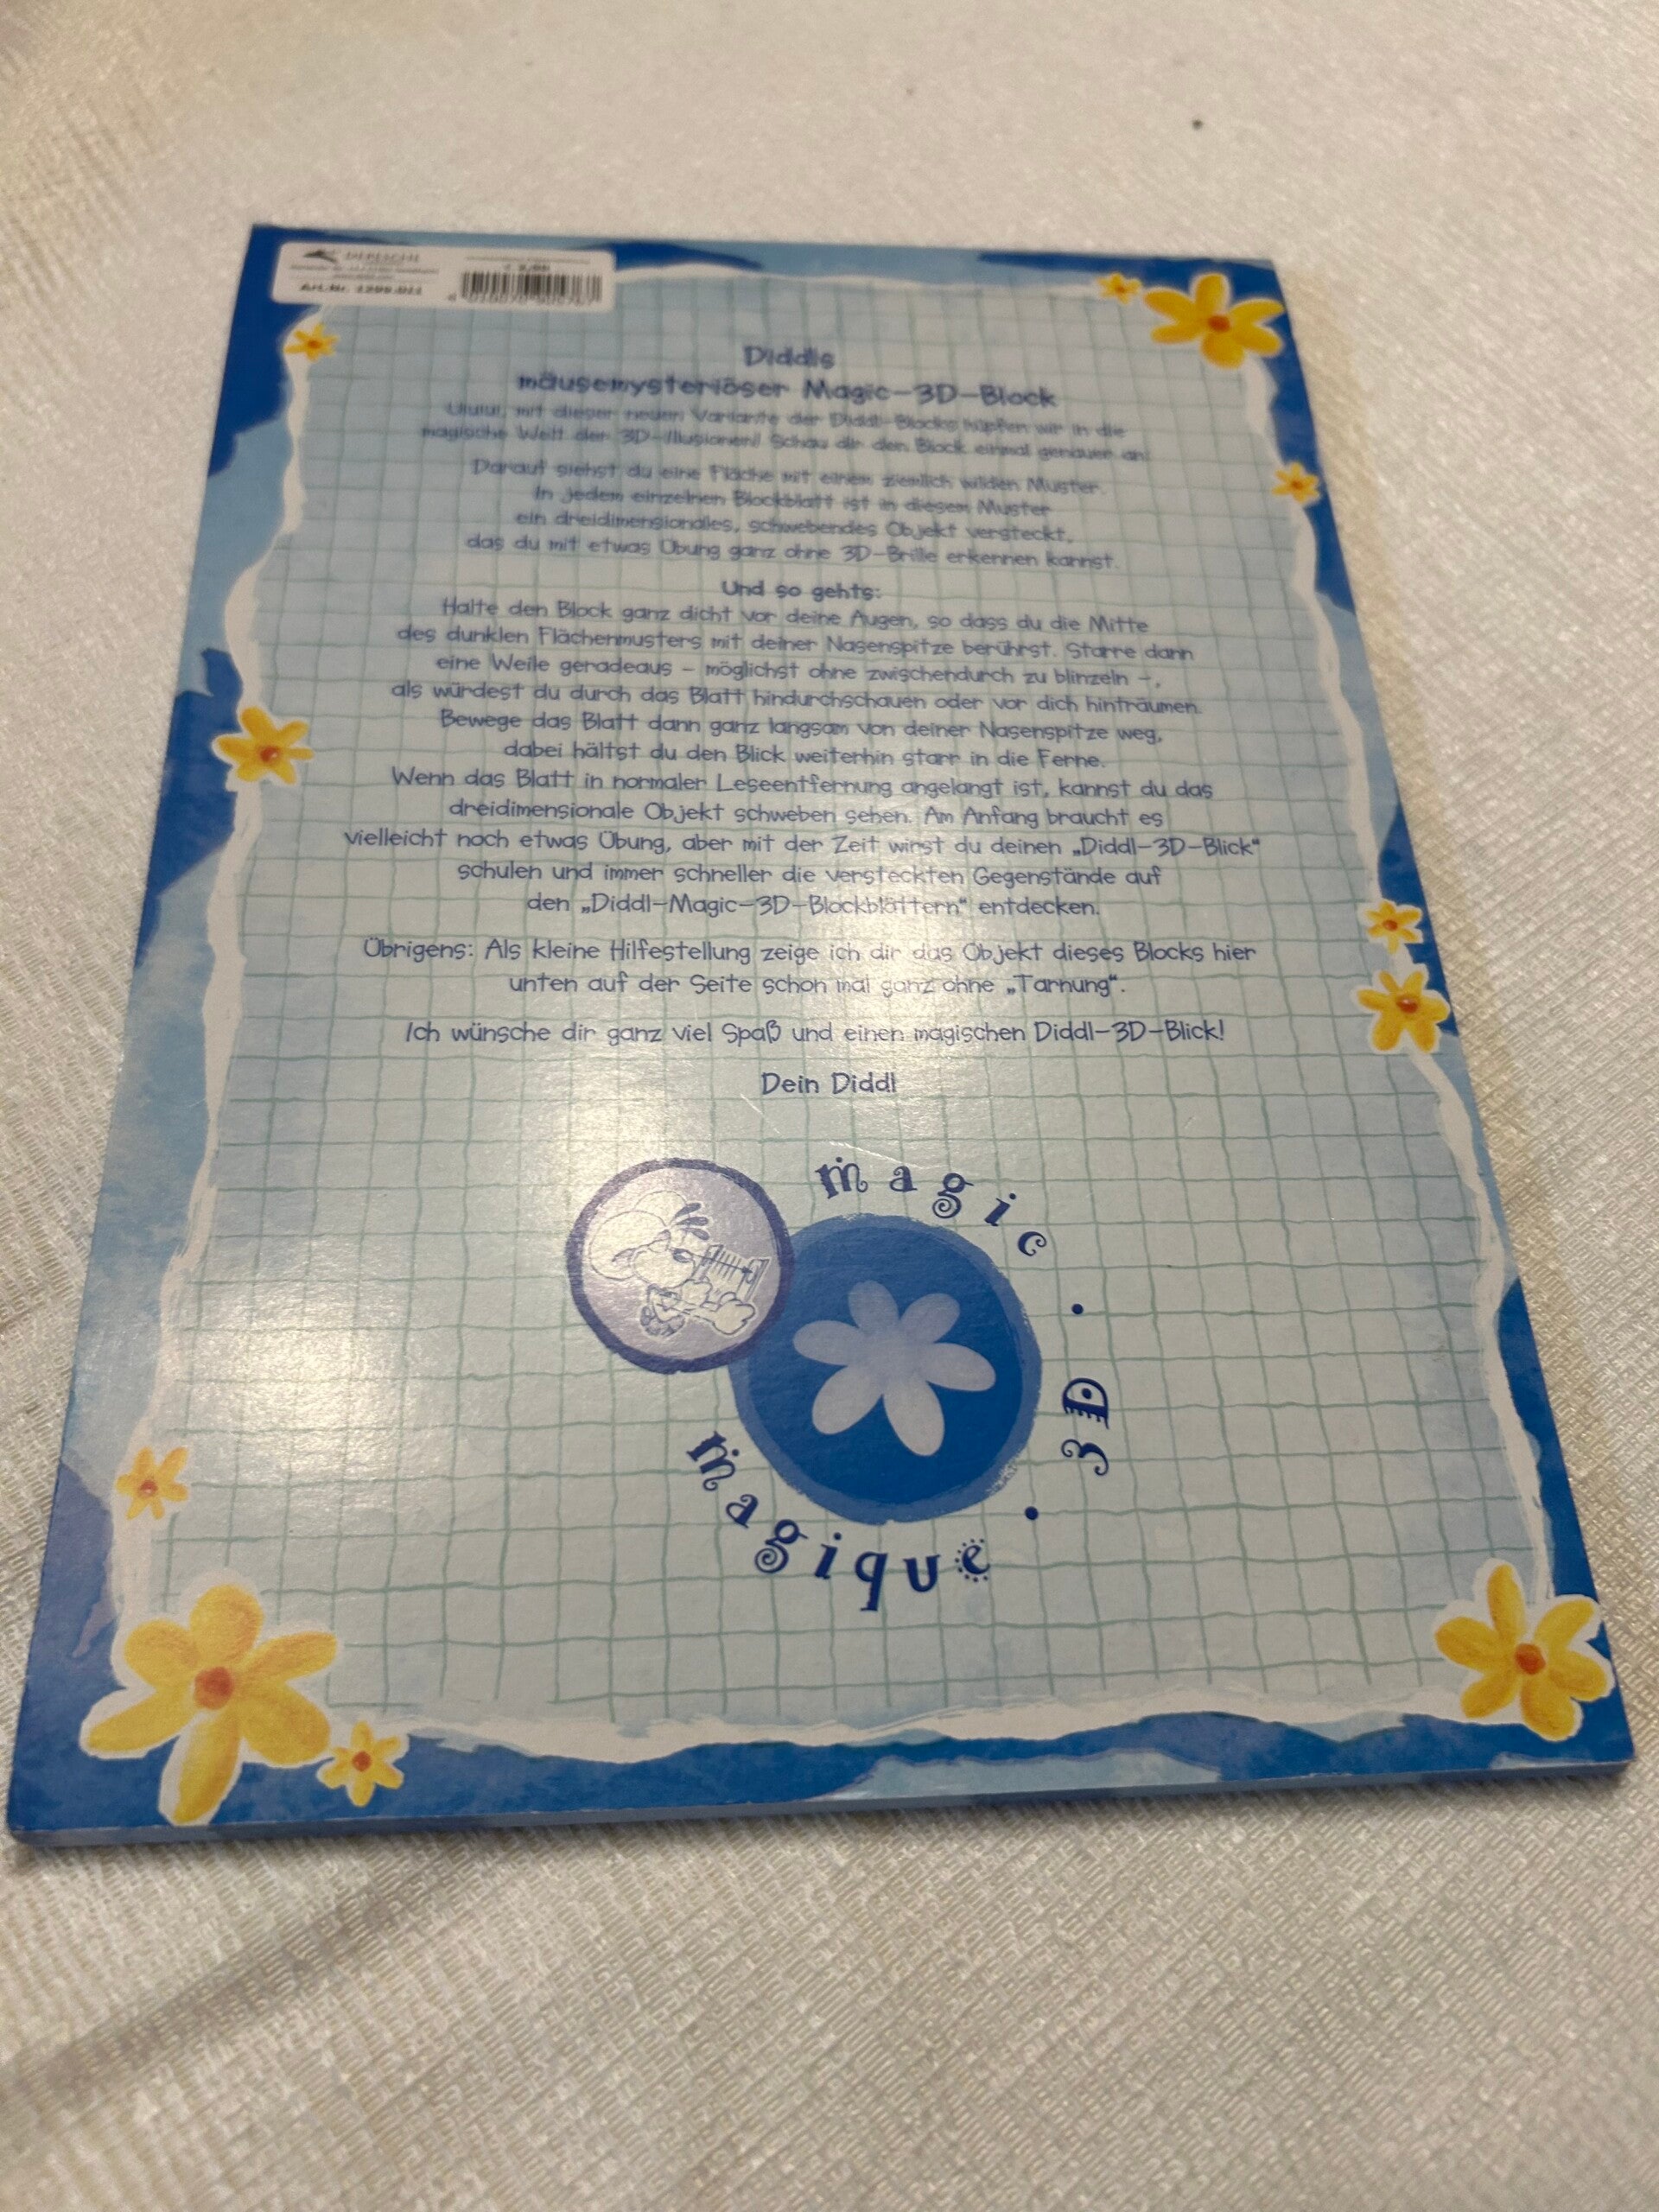 DEPESCHE
Art.-Nr. 1299.011
Diddls
mäusemysteriöser Magic-3D-Block
mit dieser neuen Variante der Diddl-Blocks hüpfen wir in die
magische Welt der 3D-Illusionen! Schau dir den Block einmal genauer an:
Darauf siehst du eine Fläche mit einem ziemlich wilden Muster.
In jedem einzelnen Blockblatt ist in diesem Muster
ein dreidimensionales, schwebendes Objekt versteckt,
das du mit etwas Übung ganz ohne 3D-Brille erkennen kannst.
Und so gehts:
Halte den Block ganz dicht vor deine Augen, so dass du die Mitte
des dunklen Flächenmusters mit deiner Nasenspitze berührst. Starre dann
eine Weile geradeaus – möglichst ohne zwischendurch zu blinzeln –,
als würdest du durch das Blatt hindurchschauen oder vor dich hinträumen.
Bewege das Blatt dann ganz langsam von deiner Nasenspitze weg,
dabei hältst du den Blick weiterhin starr in die Ferne.
Wenn das Blatt in normaler Leseentfernung angelangt ist, kannst du das
dreidimensionale Objekt schweben sehen. Am Anfang braucht es
vielleicht noch etwas Übung, aber mit der Zeit wirst du deinen „Diddl-3D-Blick“
schulen und immer schneller die versteckten Gegenstände auf
den „Diddl-Magic-3D-Blockblättern“ entdecken.
Übrigens: Als kleine Hilfestellung zeige ich dir das Objekt dieses Blocks hier
unten auf der Seite schon mal ganz ohne „Tarnung“.
Ich wünsche dir ganz viel Spaß und einen magischen Diddl-3D-Blick!
Dein Diddl
magic • 3D • magique